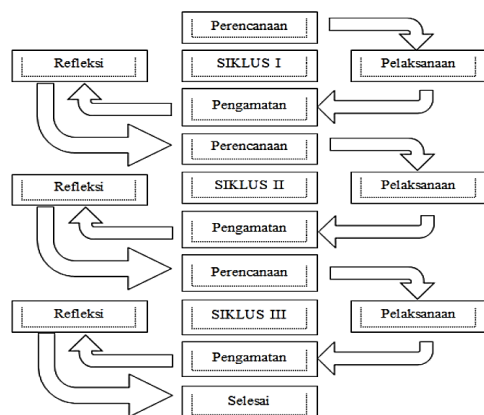 Perencanaan
Refleksi
SIKLUS I
Pelaksanaan
Pengamatan
Perencanaan
Refleksi
SIKLUS II
Pelaksanaan
Pengamatan
Perencanaan
Refleksi
SIKLUS III
Pelaksanaan
Pengamatan
Selesai